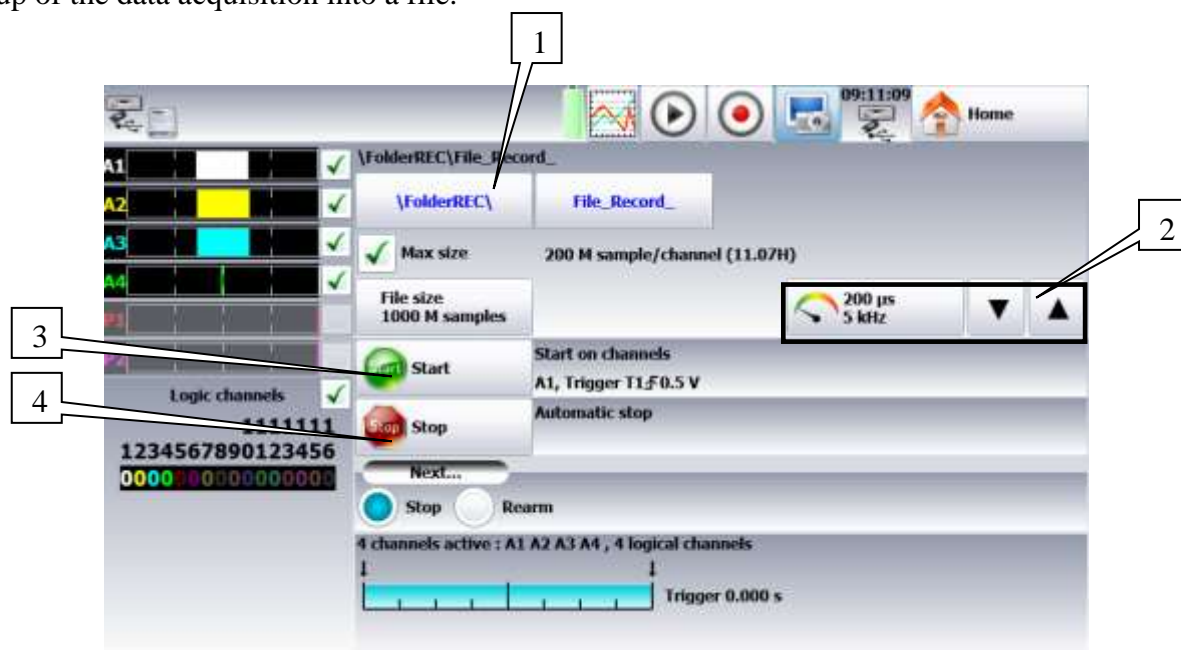 up of the data acquisition into a file.
1
09:11:09
Home
A1
\FolderREC\File_Record_
A2
\FolderREC\
File_Record_
2
A3
Max size
200 M sample/channel (11.07H)
A4
File size
1000 M samples
200 µs
5 kHz
3
Start
Start on channels
A1, Trigger T1 0.5 V
4
Logic channels
Stop
Stop
Automatic stop
1111111
1234567890123456
0000000000000000
Next...
Stop
Rearm
4 channels active : A1 A2 A3 A4 , 4 logical channels
Trigger 0.000 s